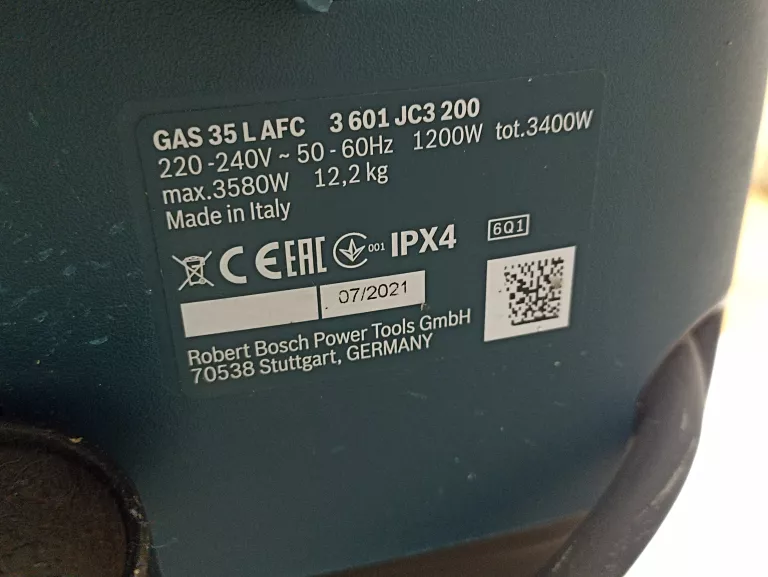 GAS 35 L AFC 3 601 JC3 200
220 -240V ~ 50 - 60Hz 1200W tot.3400W
max.3580W 12,2 kg
Made in Italy
CE EAC 001 IPX4 6Q1
07/2021
Robert Bosch Power Tools GmbH
70538 Stuttgart, GERMANY